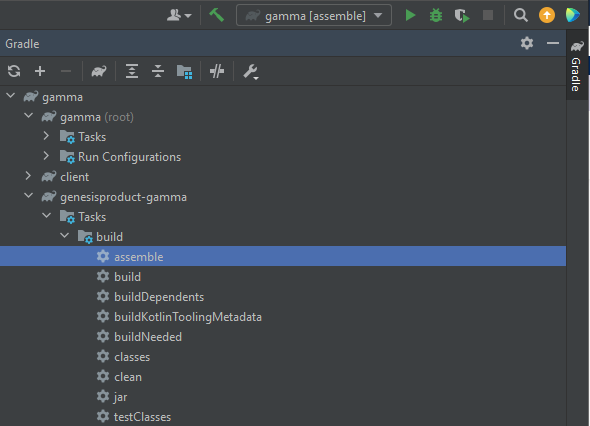 gamma [assemble]
Gradle
Gradle
gamma
gamma (root)
Tasks
Run Configurations
client
genesisproduct-gamma
Tasks
build
assemble
build
buildDependents
buildKotlinToolingMetadata
buildNeeded
classes
clean
jar
testClasses